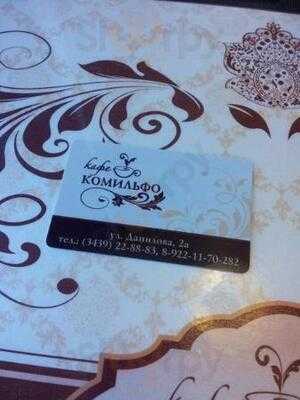 кафе
КОМИЛЬФО
ул. Данилова, 2а
тел.: (3439) 22-88-83, 8-922-11-70-282